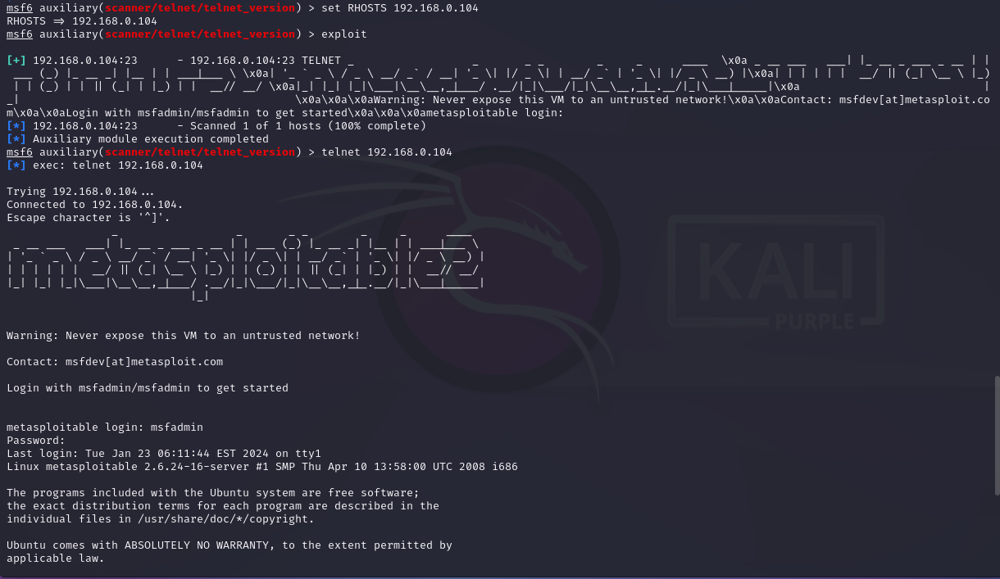 msf6 auxiliary(scanner/telnet/telnet_version) > set RHOSTS 192.168.0.104
RHOSTS => 192.168.0.104
msf6 auxiliary(scanner/telnet/telnet_version) > exploit
[+] 192.168.0.104:23      - 192.168.0.104:23 TELNET _                  _       _ _        _     _      ____  \x0a _ __ ___   ___| |_ __ _ ___ _ __ | |
 ___ (_) |_ __ _| |__ | | ___|___ \ \x0a| '_ ` _ \ / _ \ __/ _` / __| '_ \| |/ _ \| | __/ _` | '_ \| |/ _ \ __) |\x0a| | | | | |  __/ || (_| \__ \ |_)
 | | (_) | | || (_| | |_) | |  __// __/ \x0a|_| |_| |_|\___|\__\__,_|___/ .__/|_|\___/|_|\__\__,_|_.__/|_|\___|_____|\x0a                            |
_|                                          \x0a\x0a\x0aWarning: Never expose this VM to an untrusted network!\x0a\x0aContact: msfdev[at]metasploit.co
m\x0a\x0aLogin with msfadmin/msfadmin to get started\x0a\x0a\x0ametasploitable login:
[*] 192.168.0.104:23      - Scanned 1 of 1 hosts (100% complete)
[*] Auxiliary module execution completed
msf6 auxiliary(scanner/telnet/telnet_version) > telnet 192.168.0.104
[*] exec: telnet 192.168.0.104
Trying 192.168.0.104...
Connected to 192.168.0.104.
Escape character is '^]'.
                _                  _       _ _        _     _      ____
 _ __ ___   ___| |_ __ _ ___ _ __ | | ___ (_) |_ __ _| |__ | | ___|___ \
| '_ ` _ \ / _ \ __/ _` / __| '_ \| |/ _ \| | __/ _` | '_ \| |/ _ \ __) |
| | | | | |  __/ || (_| \__ \ |_) | | (_) | | || (_| | |_) | |  __// __/
|_| |_| |_|\___|\__\__,_|___/ .__/|_|\___/|_|\__\__,_|_.__/|_|\___|_____|
                            |_|
Warning: Never expose this VM to an untrusted network!
Contact: msfdev[at]metasploit.com
Login with msfadmin/msfadmin to get started
metasploitable login: msfadmin
Password:
Last login: Tue Jan 23 06:11:44 EST 2024 on tty1
Linux metasploitable 2.6.24-16-server #1 SMP Thu Apr 10 13:58:00 UTC 2008 i686
The programs included with the Ubuntu system are free software;
the exact distribution terms for each program are described in the
individual files in /usr/share/doc/*/copyright.
Ubuntu comes with ABSOLUTELY NO WARRANTY, to the extent permitted by
applicable law.
KALI
PURPLE